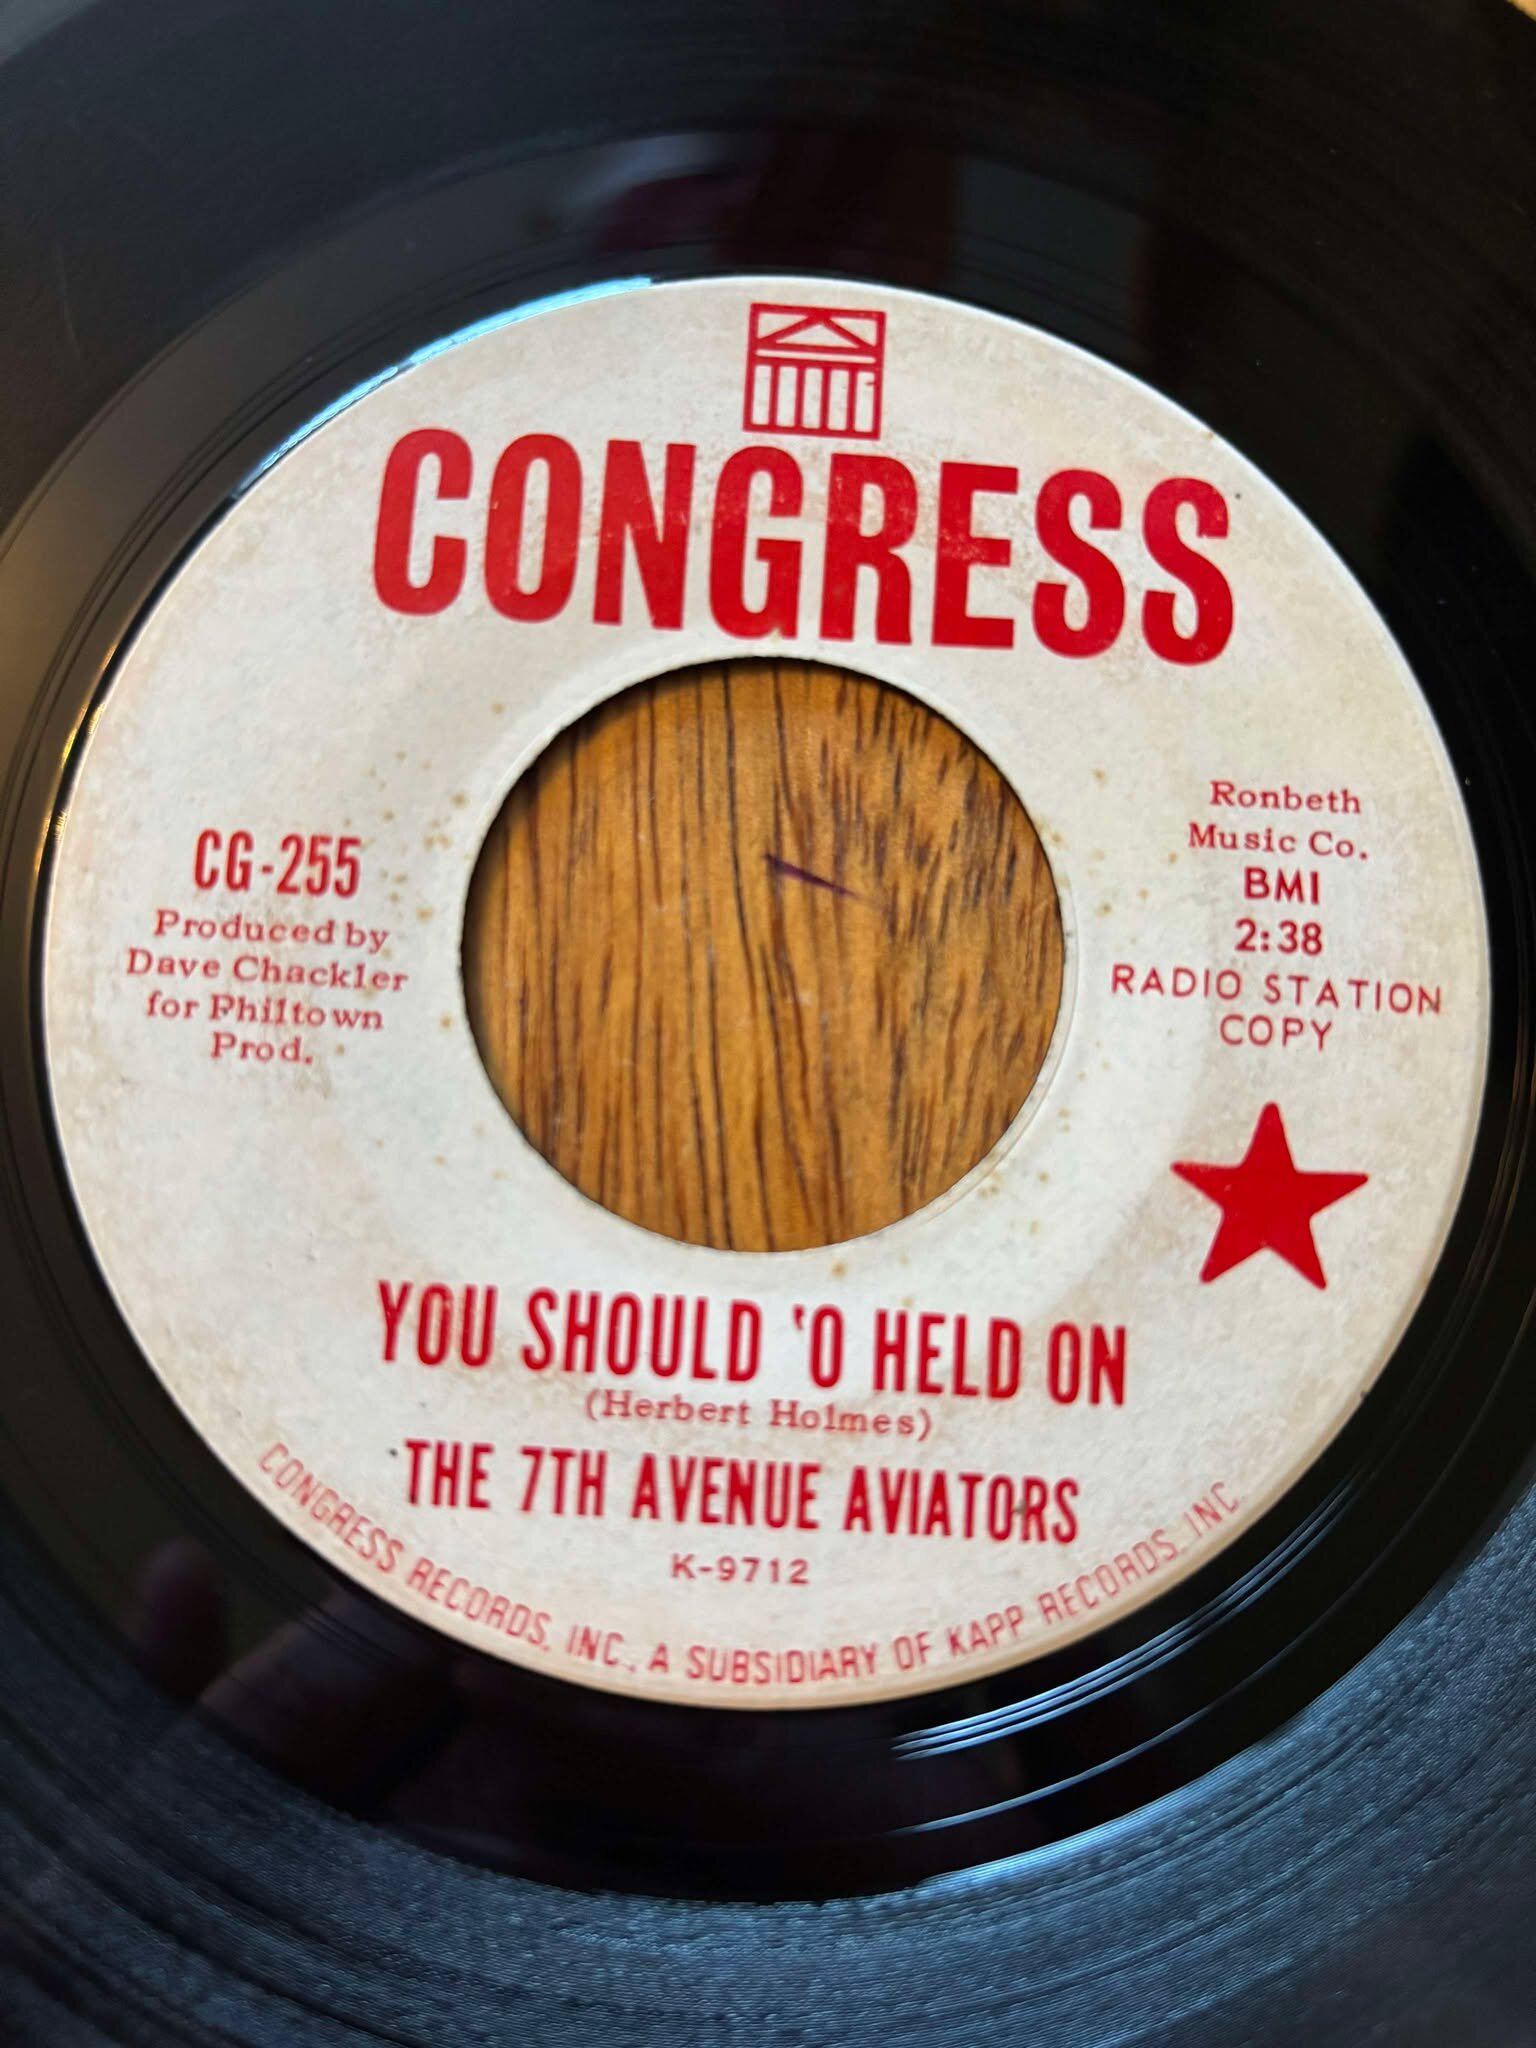 CONGRESS
CG-255
Produced by
Dave Chackler
for Philtown
Prod.
Ronbeth
Music Co.
BMI
2:38
RADIO STATION
COPY
YOU SHOULD 'O HELD ON
(Herbert Holmes)
THE 7TH AVENUE AVIATORS
K-9712
CONGRESS RECORDS, INC., A SUBSIDIARY OF KAPP RECORDS, INC.